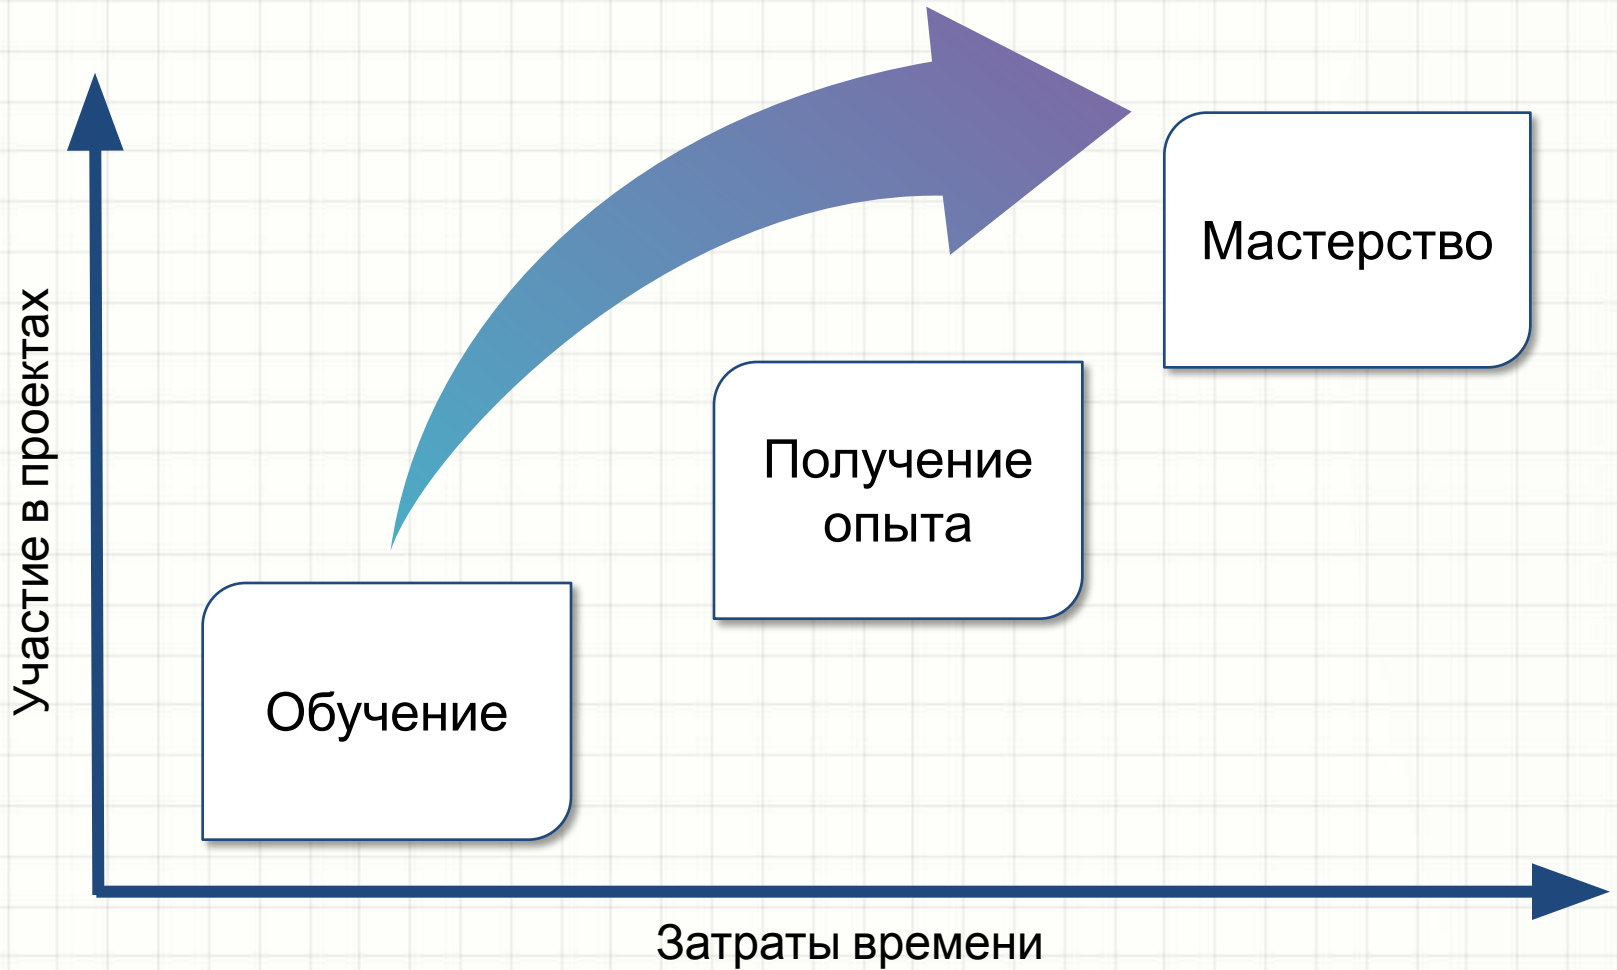 Участие в проектах
Мастерство
Получение
опыта
Обучение
Затраты времени